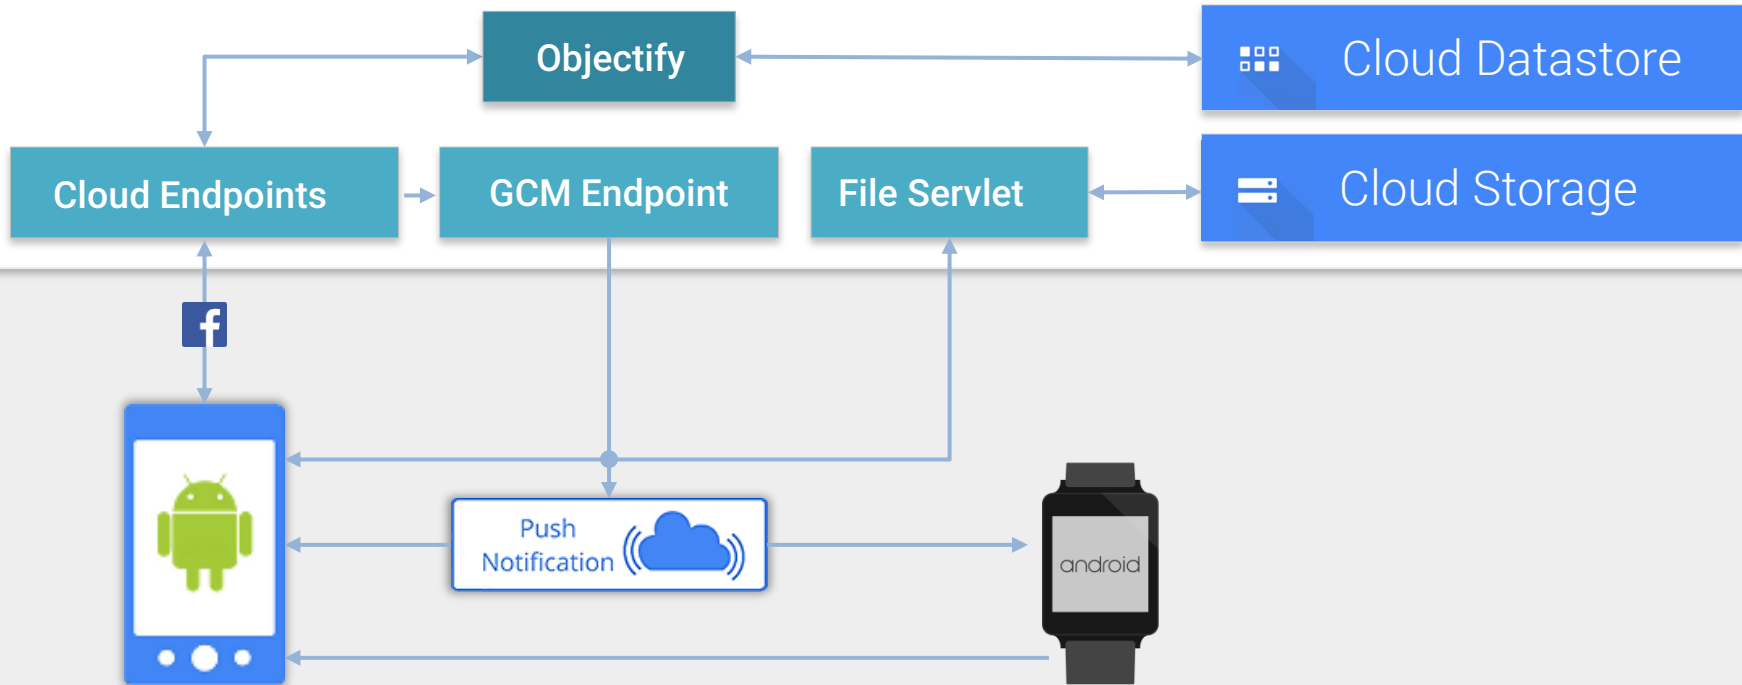 Objectify
Cloud Datastore
Cloud Endpoints
GCM Endpoint
File Servlet
Cloud Storage
f
Push
Notification
android